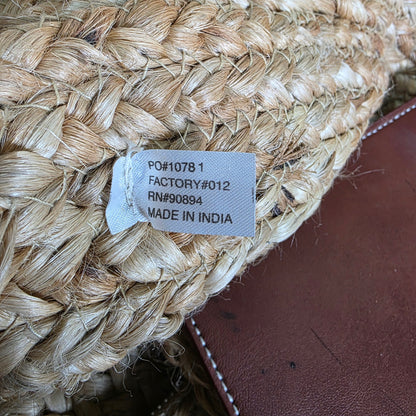 PO#1078 1
FACTORY#012
RN#90894
MADE IN INDIA